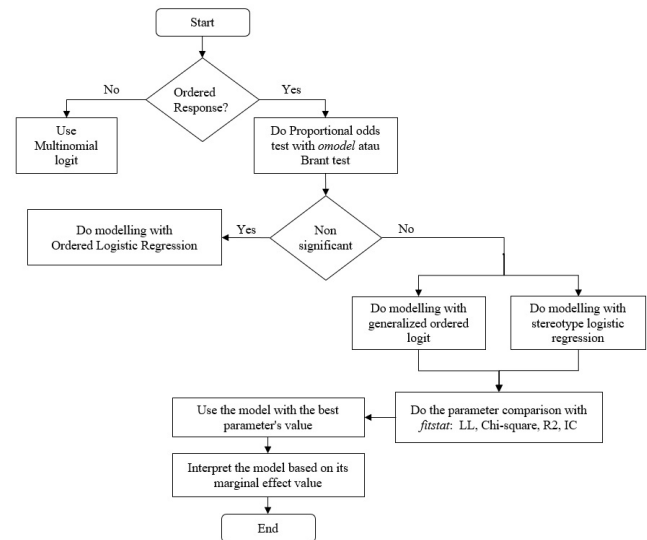 Start
Ordered
Response?
No
Yes
Use
Multinomial
logit
Do Proportional odds
test with omodel atau
Brant test
Non
significant
Yes
No
Do modelling with
Ordered Logistic Regression
Do modelling with
generalized ordered
logit
Do modelling with
stereotype logistic
regression
Do the parameter comparison with
fitstat: LL, Chi-square, R2, IC
Use the model with the best
parameter's value
Interpret the model based on its
marginal effect value
End